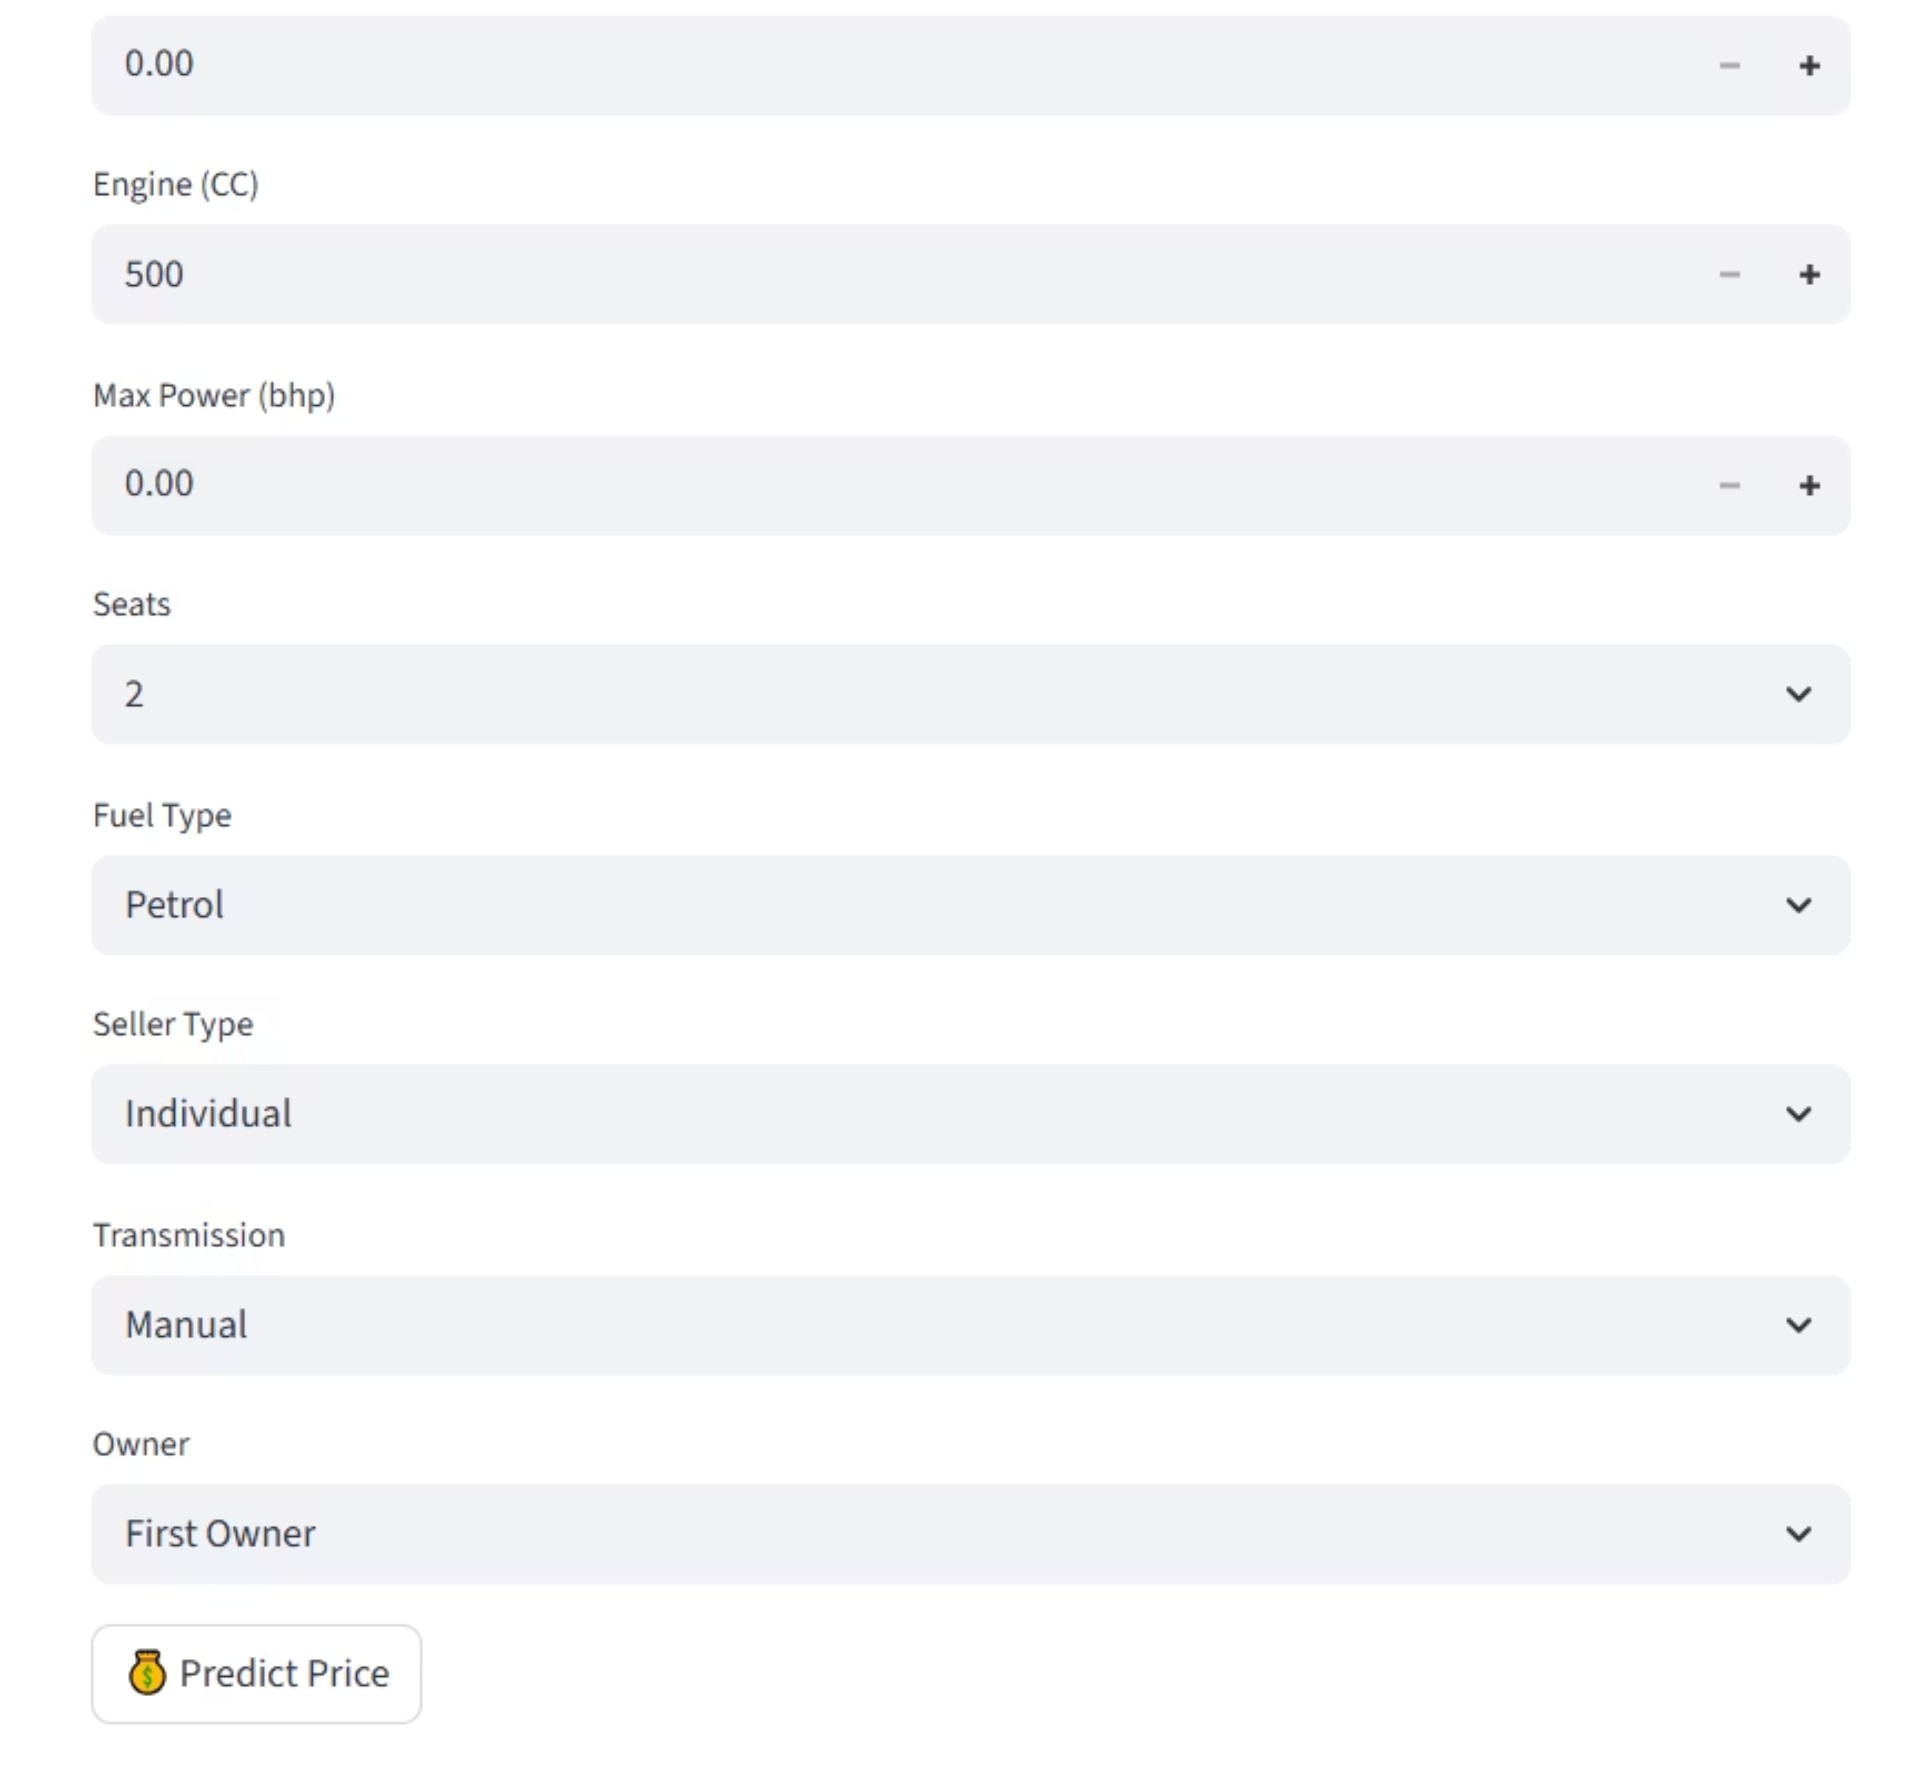 0.00
Engine (CC)
500
Max Power (bhp)
0.00
Seats
2
Fuel Type
Petrol
Seller Type
Individual
Transmission
Manual
Owner
First Owner
Predict Price